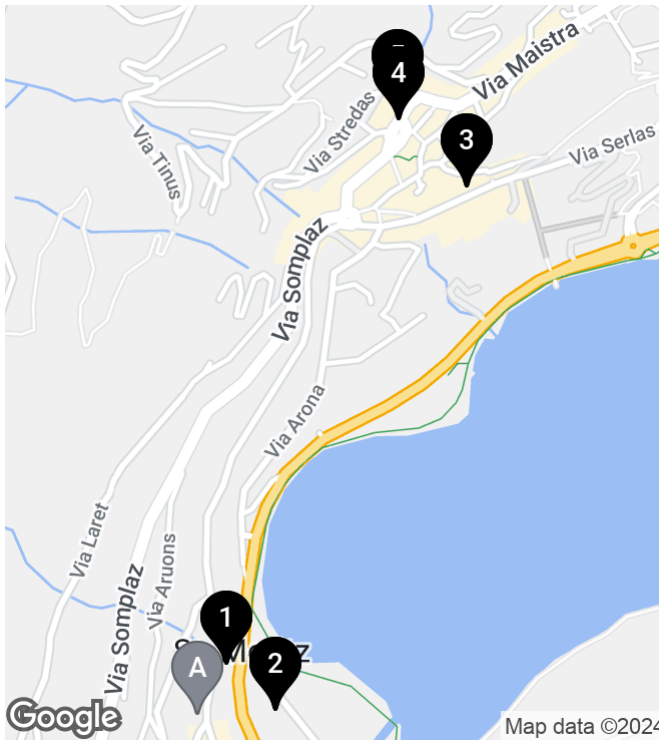 5
4
Via Maistra
Via Stredas
3
Via Serlas
Via Tinus
Via Somplaz
Via Arona
Via Laret
Via Aruons
Via Somplaz
1
2
A
Google
Map data ©2024